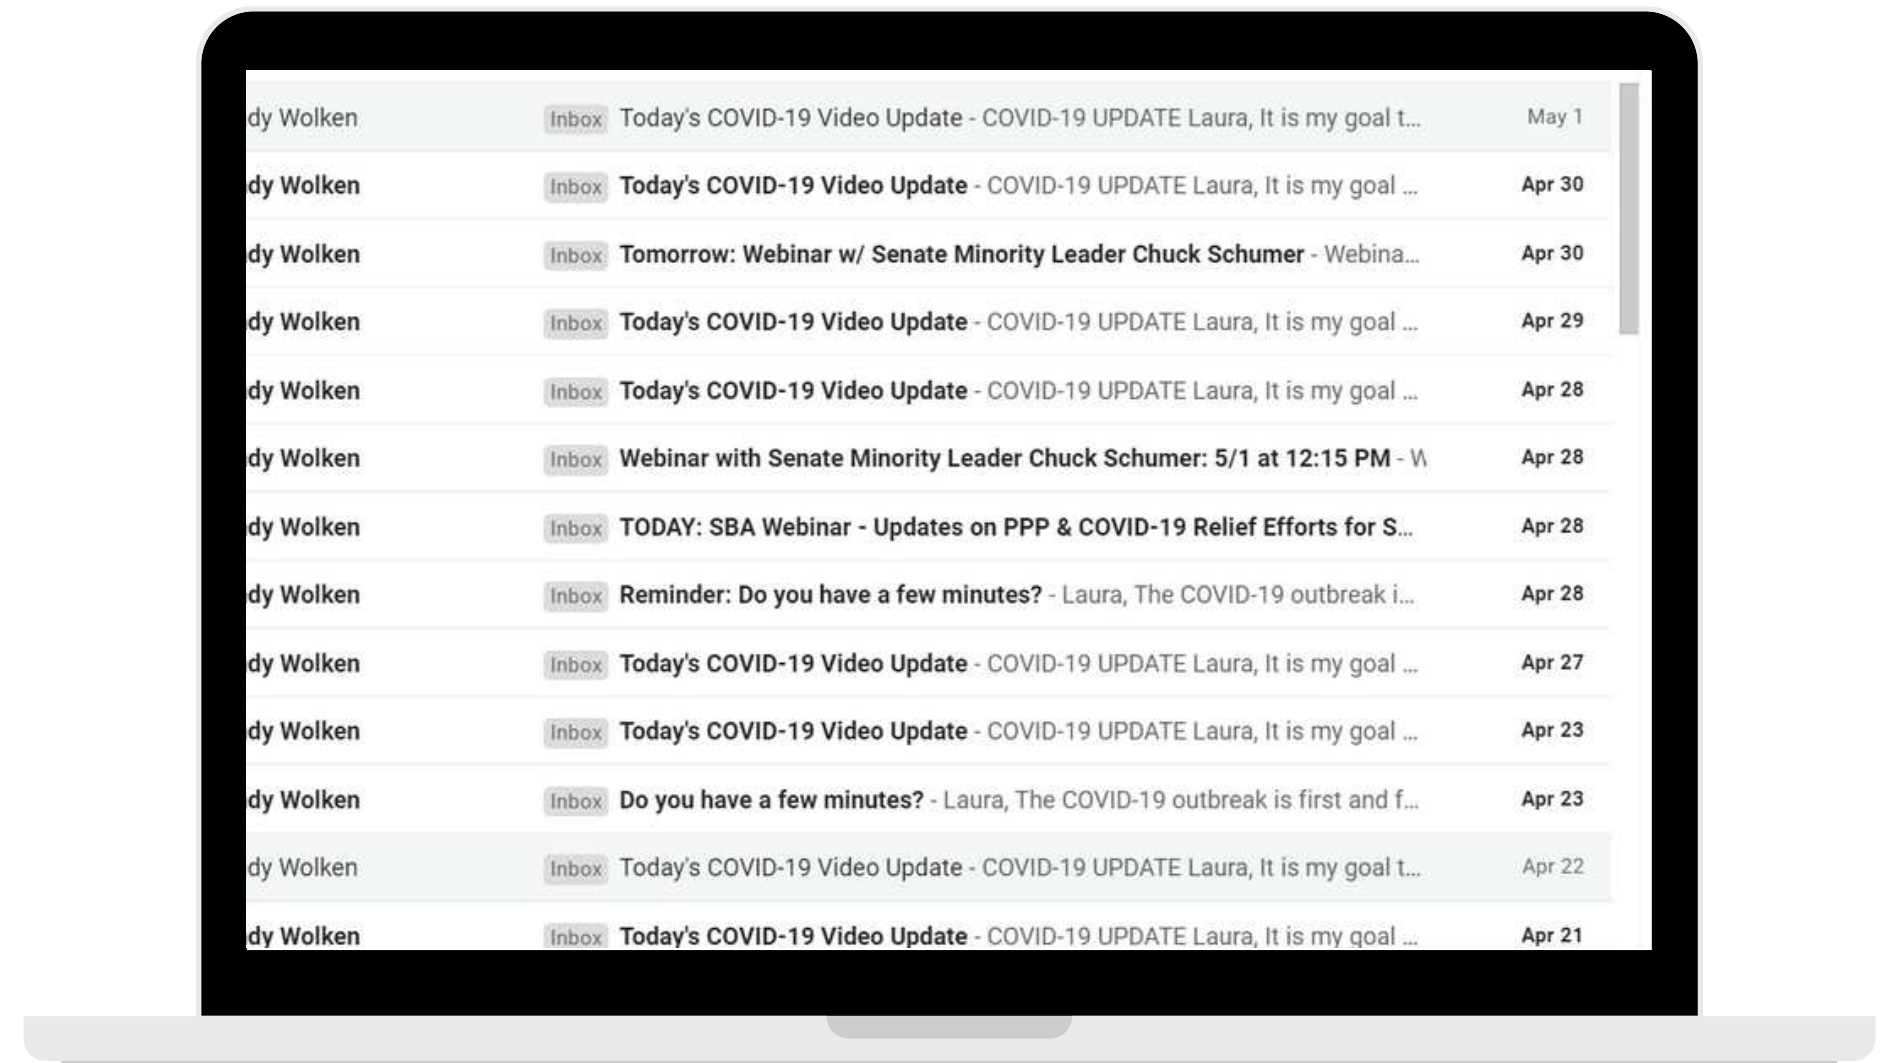 dy Wolken Inbox Today's COVID-19 Video Update - COVID-19 UPDATE Laura, It is my goal t... May 1
dy Wolken Inbox Today's COVID-19 Video Update - COVID-19 UPDATE Laura, It is my goal ... Apr 30
dy Wolken Inbox Tomorrow: Webinar w/ Senate Minority Leader Chuck Schumer - Webina... Apr 30
dy Wolken Inbox Today's COVID-19 Video Update - COVID-19 UPDATE Laura, It is my goal ... Apr 29
dy Wolken Inbox Today's COVID-19 Video Update - COVID-19 UPDATE Laura, It is my goal ... Apr 28
dy Wolken Inbox Webinar with Senate Minority Leader Chuck Schumer: 5/1 at 12:15 PM - W Apr 28
dy Wolken Inbox TODAY: SBA Webinar - Updates on PPP & COVID-19 Relief Efforts for S... Apr 28
dy Wolken Inbox Reminder: Do you have a few minutes? - Laura, The COVID-19 outbreak i... Apr 28
dy Wolken Inbox Today's COVID-19 Video Update - COVID-19 UPDATE Laura, It is my goal ... Apr 27
dy Wolken Inbox Today's COVID-19 Video Update - COVID-19 UPDATE Laura, It is my goal ... Apr 23
dy Wolken Inbox Do you have a few minutes? - Laura, The COVID-19 outbreak is first and f... Apr 23
dy Wolken Inbox Today's COVID-19 Video Update - COVID-19 UPDATE Laura, It is my goal t... Apr 22
dy Wolken Inbox Today's COVID-19 Video Update - COVID-19 UPDATE Laura, It is my goal ... Apr 21